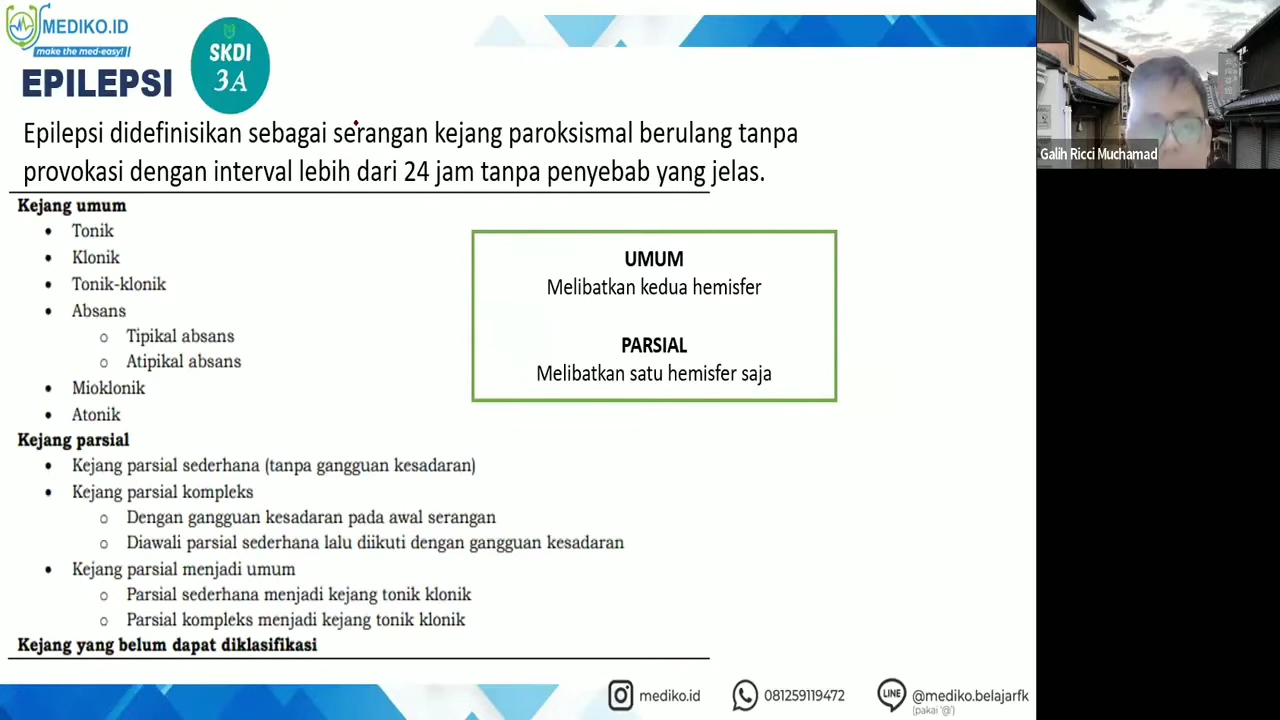 MEDIKO.ID
make the med-easy!
SKDI
3A
EPILEPSI
Epilepsi didefinisikan sebagai serangan kejang paroksismal berulang tanpa
provokasi dengan interval lebih dari 24 jam tanpa penyebab yang jelas.
Kejang umum
• Tonik
• Klonik
• Tonik-klonik
• Absans
o Tipikal absans
o Atipikal absans
• Mioklonik
• Atonik
Kejang parsial
• Kejang parsial sederhana (tanpa gangguan kesadaran)
• Kejang parsial kompleks
o Dengan gangguan kesadaran pada awal serangan
o Diawali parsial sederhana lalu diikuti dengan gangguan kesadaran
• Kejang parsial menjadi umum
o Parsial sederhana menjadi kejang tonik klonik
o Parsial kompleks menjadi kejang tonik klonik
Kejang yang belum dapat diklasifikasi
UMUM
Melibatkan kedua hemisfer
PARSIAL
Melibatkan satu hemisfer saja
Galih Ricci Muchamad
mediko.id
081259119472
LINE
@mediko.belajarfk
(pakai '@')